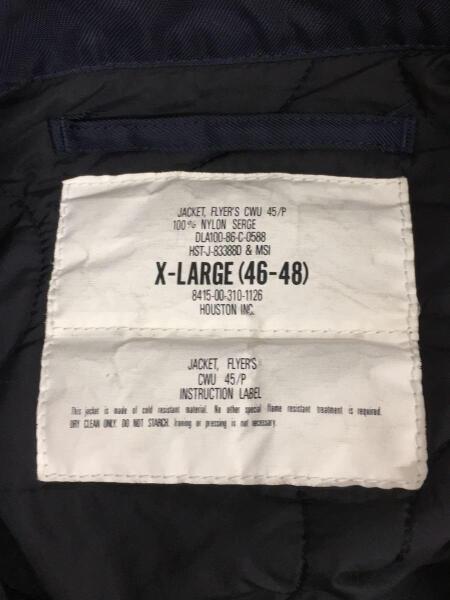 JACKET, FLYER'S CWU 45/P
100% NYLON SERGE
DLA100-86-C-0588
HST-J-83388D & MSI
X-LARGE (46-48)
8415-00-310-1126
HOUSTON INC.
JACKET, FLYER'S
CWU 45/P
INSTRUCTION LABEL
This jacket is made of cold resistant material. No other special flame resistant treatment is required.
DRY CLEAN ONLY. DO NOT STARCH. Ironing or pressing is not necessary.